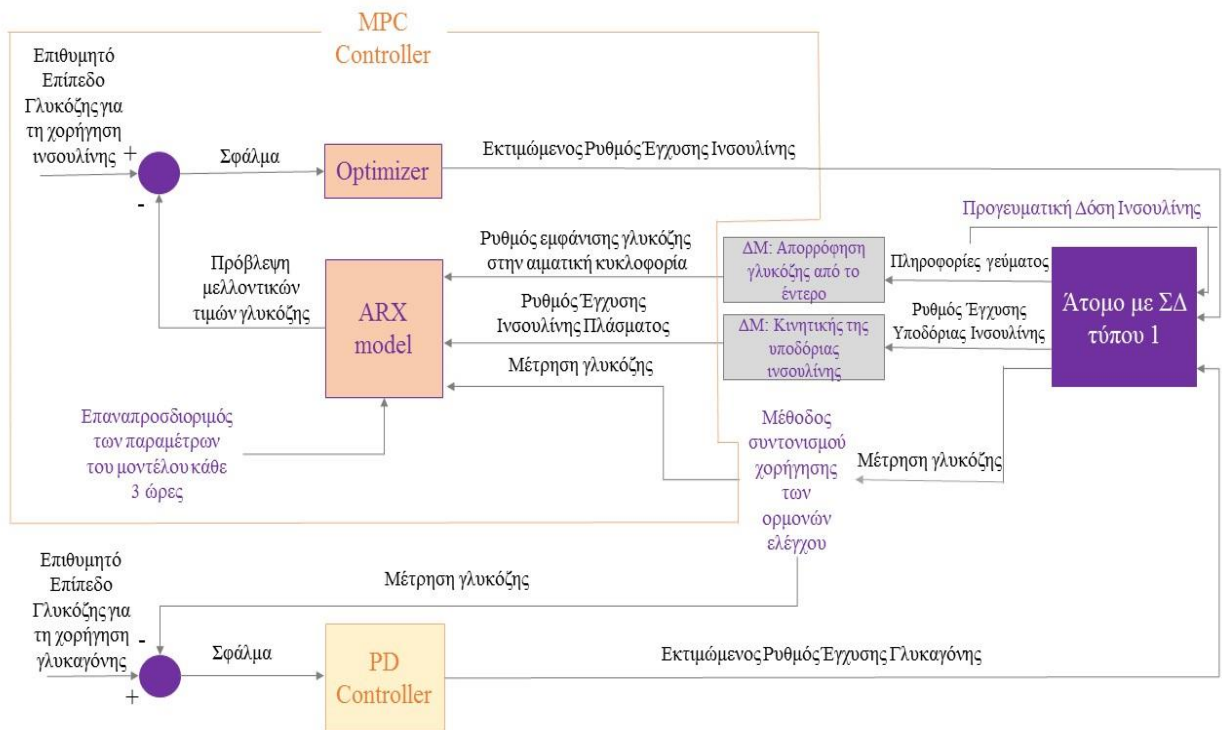 MPC
Controller
Επιθυμητό
Επίπεδο
Γλυκόζης για
τη χορήγηση
ινσουλίνης
+
-
Σφάλμα
Optimizer
Εκτιμώμενος Ρυθμός Έγχυσης Ινσουλίνης
Προγευματική Δόση Ινσουλίνης
Πρόβλεψη
μελλοντικών
τιμών γλυκόζης
ARX
model
Ρυθμός εμφάνισης γλυκόζης
στην αιματική κυκλοφορία
Ρυθμός Έγχυσης
Ινσουλίνης Πλάσματος
Μέτρηση γλυκόζης
ΔΜ: Απορρόφηση
γλυκόζης από το
έντερο
ΔΜ: Κινητικής της
υποδόριας
ινσουλίνης
Πληροφορίες γεύματος
Ρυθμός Έγχυσης
Υποδόριας Ινσουλίνης
Άτομο με ΣΔ
τύπου 1
Επαναπροσδιορισμός
των παραμέτρων
του μοντέλου κάθε
3 ώρες
Μέθοδος
συντονισμού
χορήγησης
των
ορμονών
ελέγχου
Μέτρηση γλυκόζης
Επιθυμητό
Επίπεδο
Γλυκόζης για
τη χορήγηση
γλυκαγόνης
-
+
Μέτρηση γλυκόζης
Σφάλμα
PD
Controller
Εκτιμώμενος Ρυθμός Έγχυσης Γλυκαγόνης